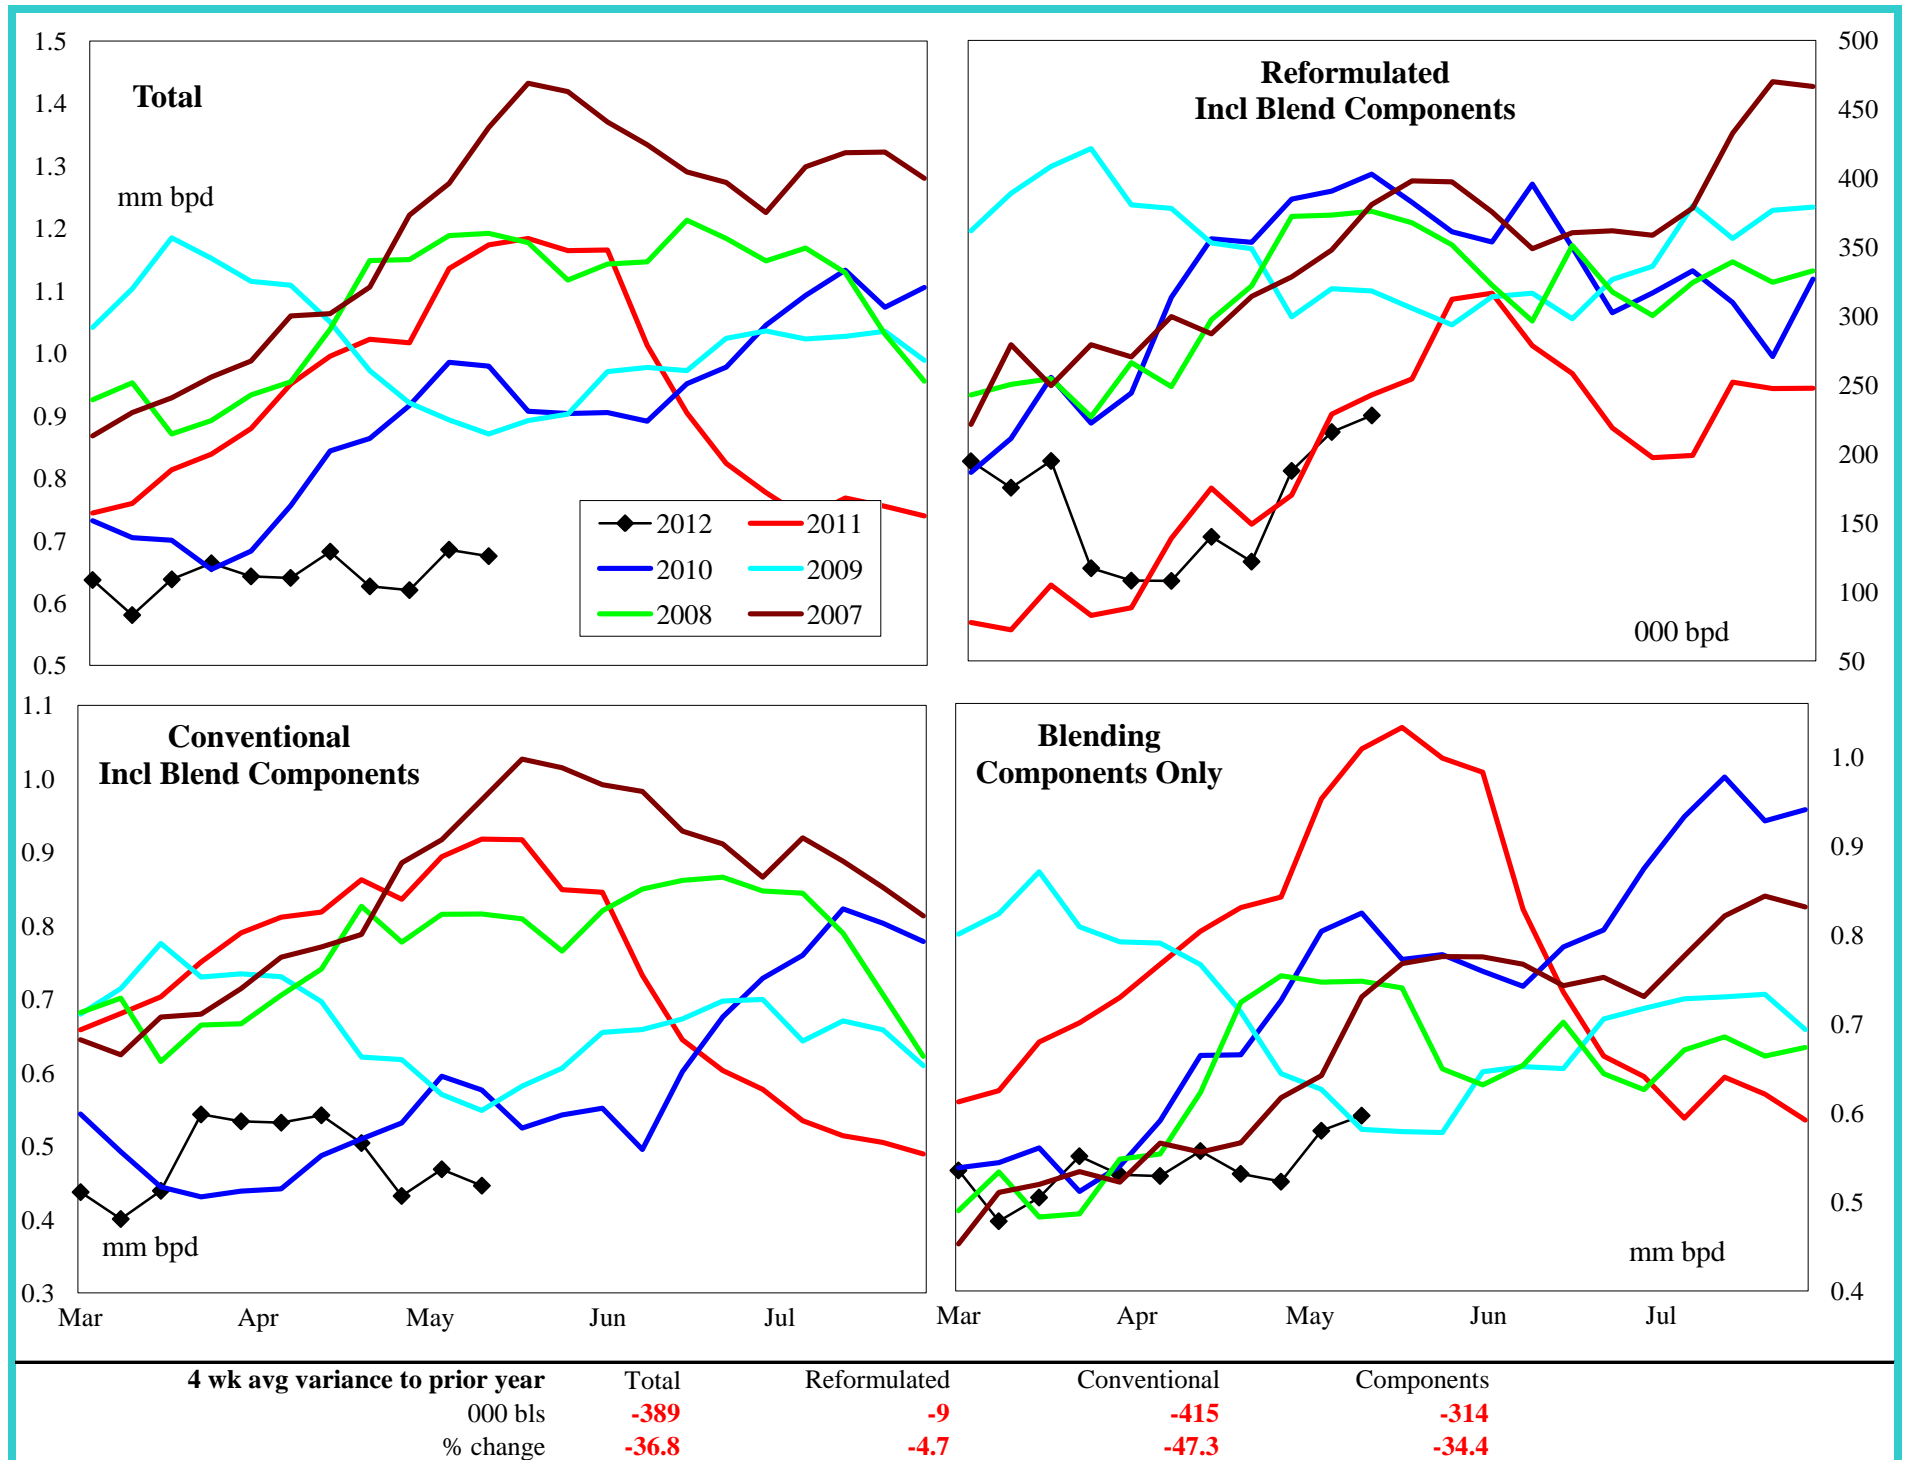 1.5
1.4
1.3
1.2
1.1
1.0
0.9
0.8
0.7
0.6
0.5
Total
mm bpd
2012 2011
2010 2009
2008 2007
Reformulated
Incl Blend Components
000 bpd
500
450
400
350
300
250
200
150
100
50
1.1
1.0
0.9
0.8
0.7
0.6
0.5
0.4
0.3
Conventional
Incl Blend Components
mm bpd
Mar Apr May Jun Jul
Blending
Components Only
mm bpd
1.0
0.9
0.8
0.7
0.6
0.5
0.4
Mar Apr May Jun Jul
4 wk avg variance to prior year Total Reformulated Conventional Components
000 bls -389 -9 -415 -314
% change -36.8 -4.7 -47.3 -34.4